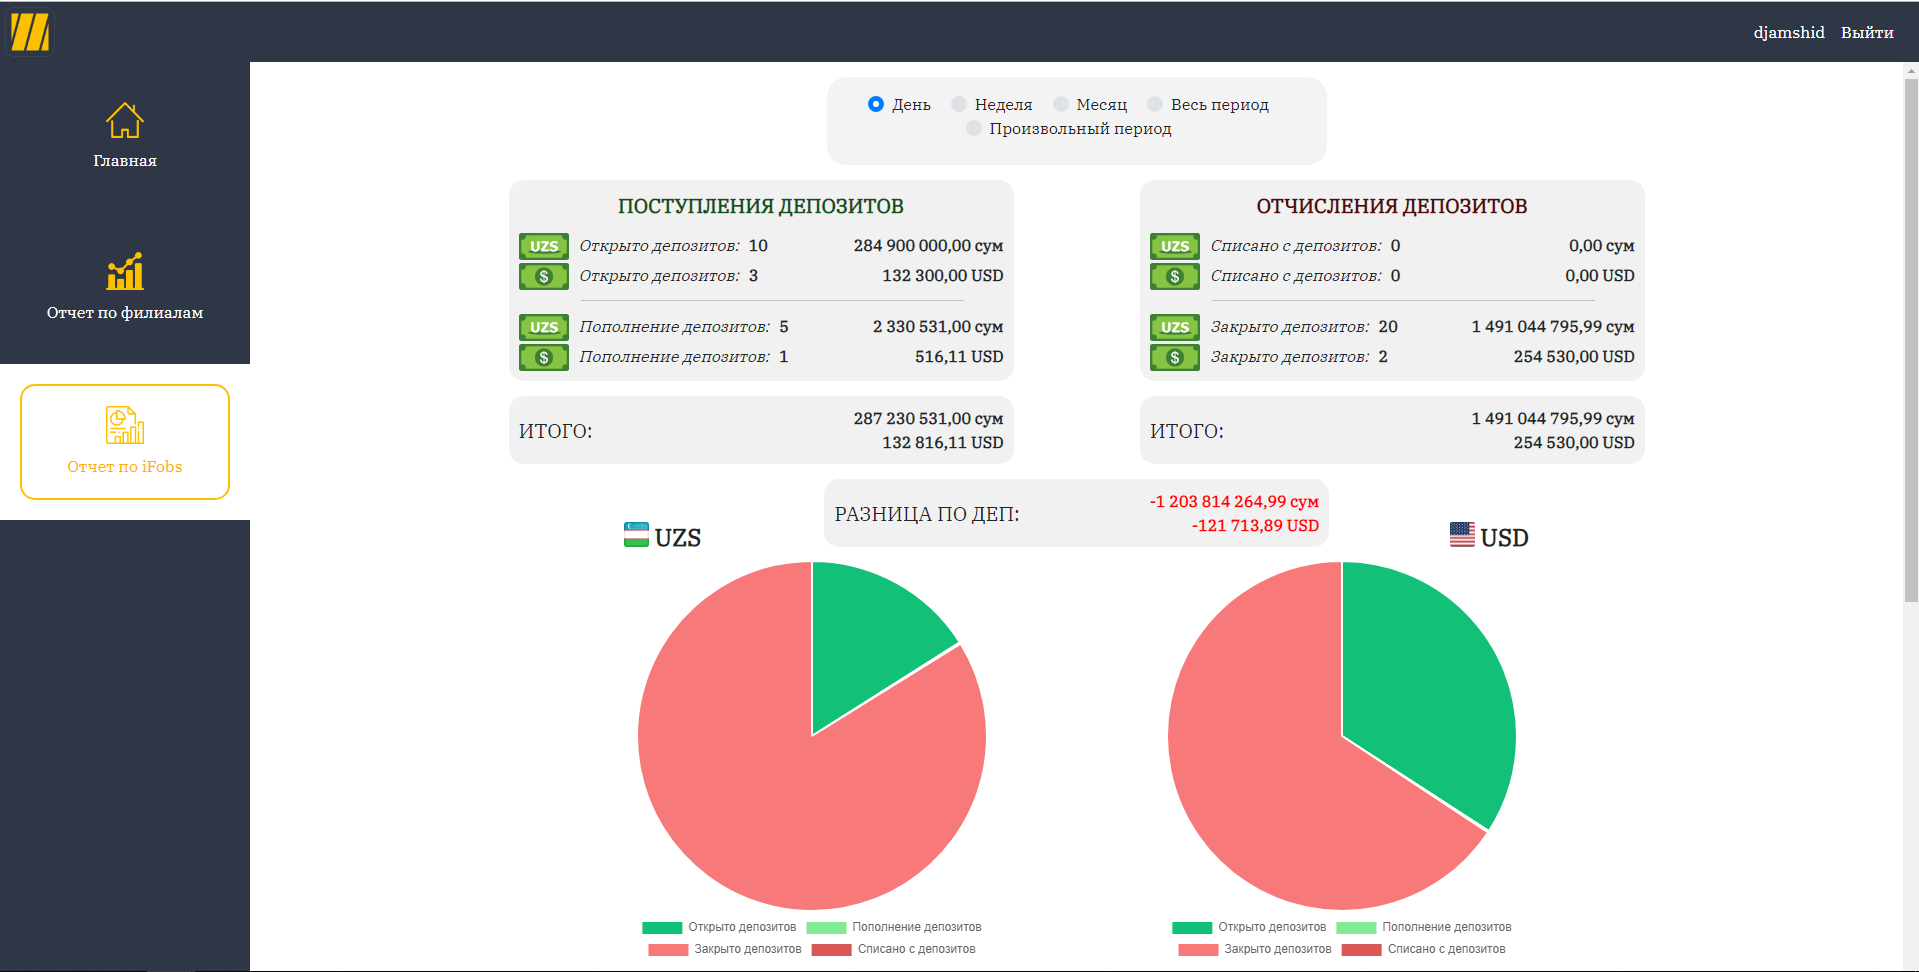 djamshid Выйти
Главная
Отчет по филиалам
Отчет по iFobs
День Неделя Месяц Весь период
Произвольный период
ПОСТУПЛЕНИЯ ДЕПОЗИТОВ
UZS Открыто депозитов: 10 284 900 000,00 сум
$ Открыто депозитов: 3 132 300,00 USD
UZS Пополнение депозитов: 5 2 330 531,00 сум
$ Пополнение депозитов: 1 516,11 USD
ИТОГО:
287 230 531,00 сум
132 816,11 USD
ОТЧИСЛЕНИЯ ДЕПОЗИТОВ
UZS Списано с депозитов: 0 0,00 сум
$ Списано с депозитов: 0 0,00 USD
UZS Закрыто депозитов: 20 1 491 044 795,99 сум
$ Закрыто депозитов: 2 254 530,00 USD
ИТОГО:
1 491 044 795,99 сум
254 530,00 USD
РАЗНИЦА ПО ДЕП:
-1 203 814 264,99 сум
-121 713,89 USD
UZS
Открыто депозитов Пополнение депозитов
Закрыто депозитов Списано с депозитов
USD
Открыто депозитов Пополнение депозитов
Закрыто депозитов Списано с депозитов